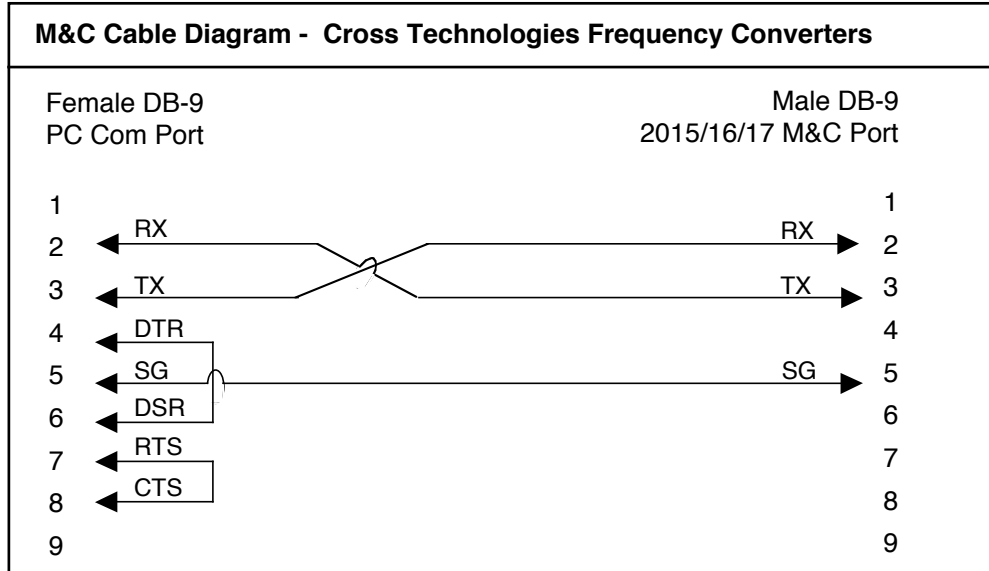 M&C Cable Diagram - Cross Technologies Frequency Converters
Female DB-9
PC Com Port
Male DB-9
2015/16/17 M&C Port
1
1
RX
RX
2
2
TX
TX
3
3
DTR
4
4
SG
SG
5
5
DSR
6
6
RTS
7
7
CTS
8
8
9
9